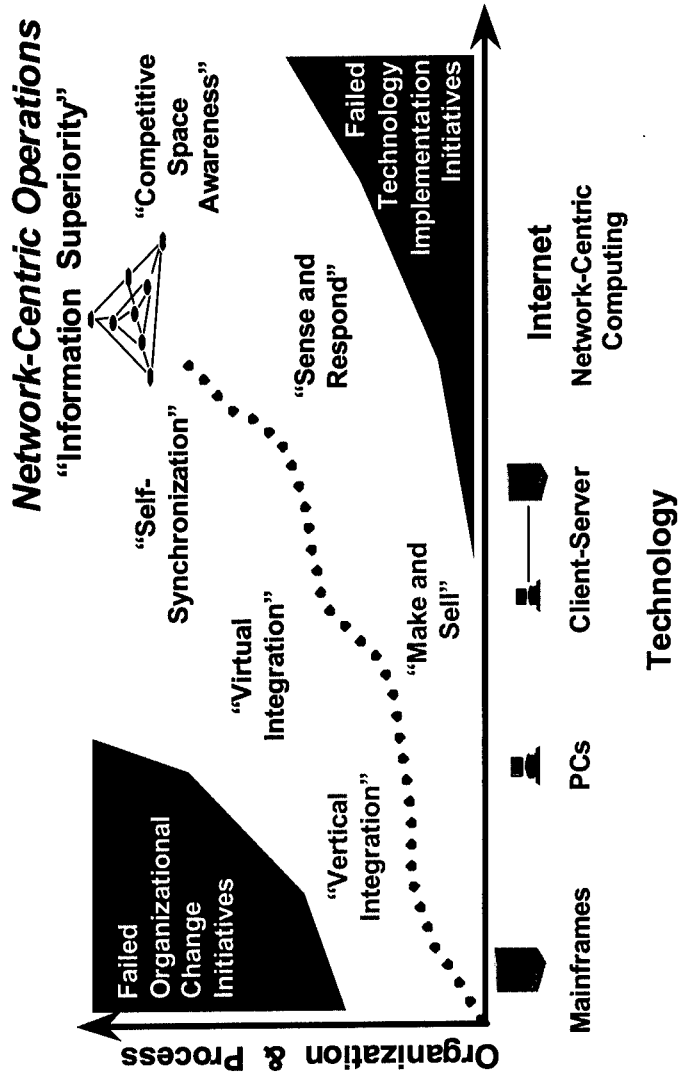 Network-Centric Operations
“Information Superiority”
“Competitive
Space
Awareness”
“Self-
Synchronization”
“Sense and
Respond”
“Virtual
Integration”
“Make and
Sell”
“Vertical
Integration”
Failed
Organizational
Change
Initiatives
Failed
Technology
Implementation
Initiatives
Organization & Process
Mainframes
PCs
Client-Server
Internet
Network-Centric
Computing
Technology